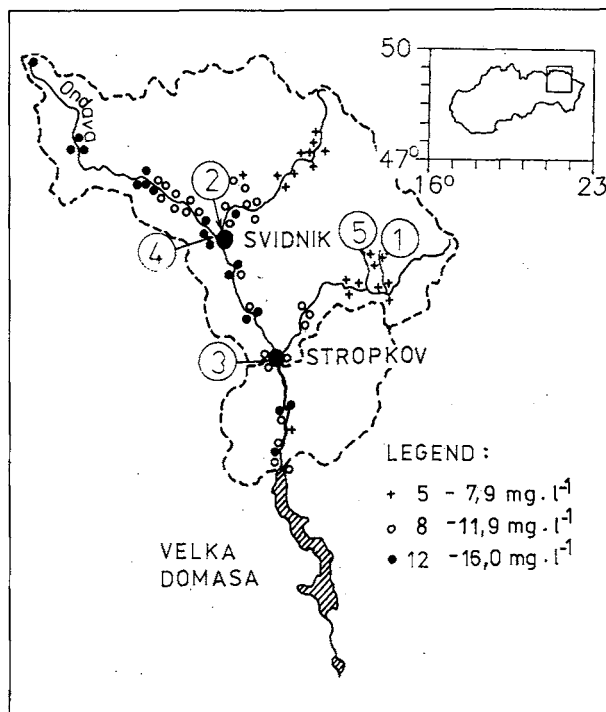 50
47°
16°
23
Ondava
2
5
1
4
SVIDNIK
3
STROPKOV
LEGEND :
+ 5 - 7,9 mg. l⁻¹
o 8 -11,9 mg. l⁻¹
• 12 -16,0 mg. l⁻¹
VELKA
DOMASA